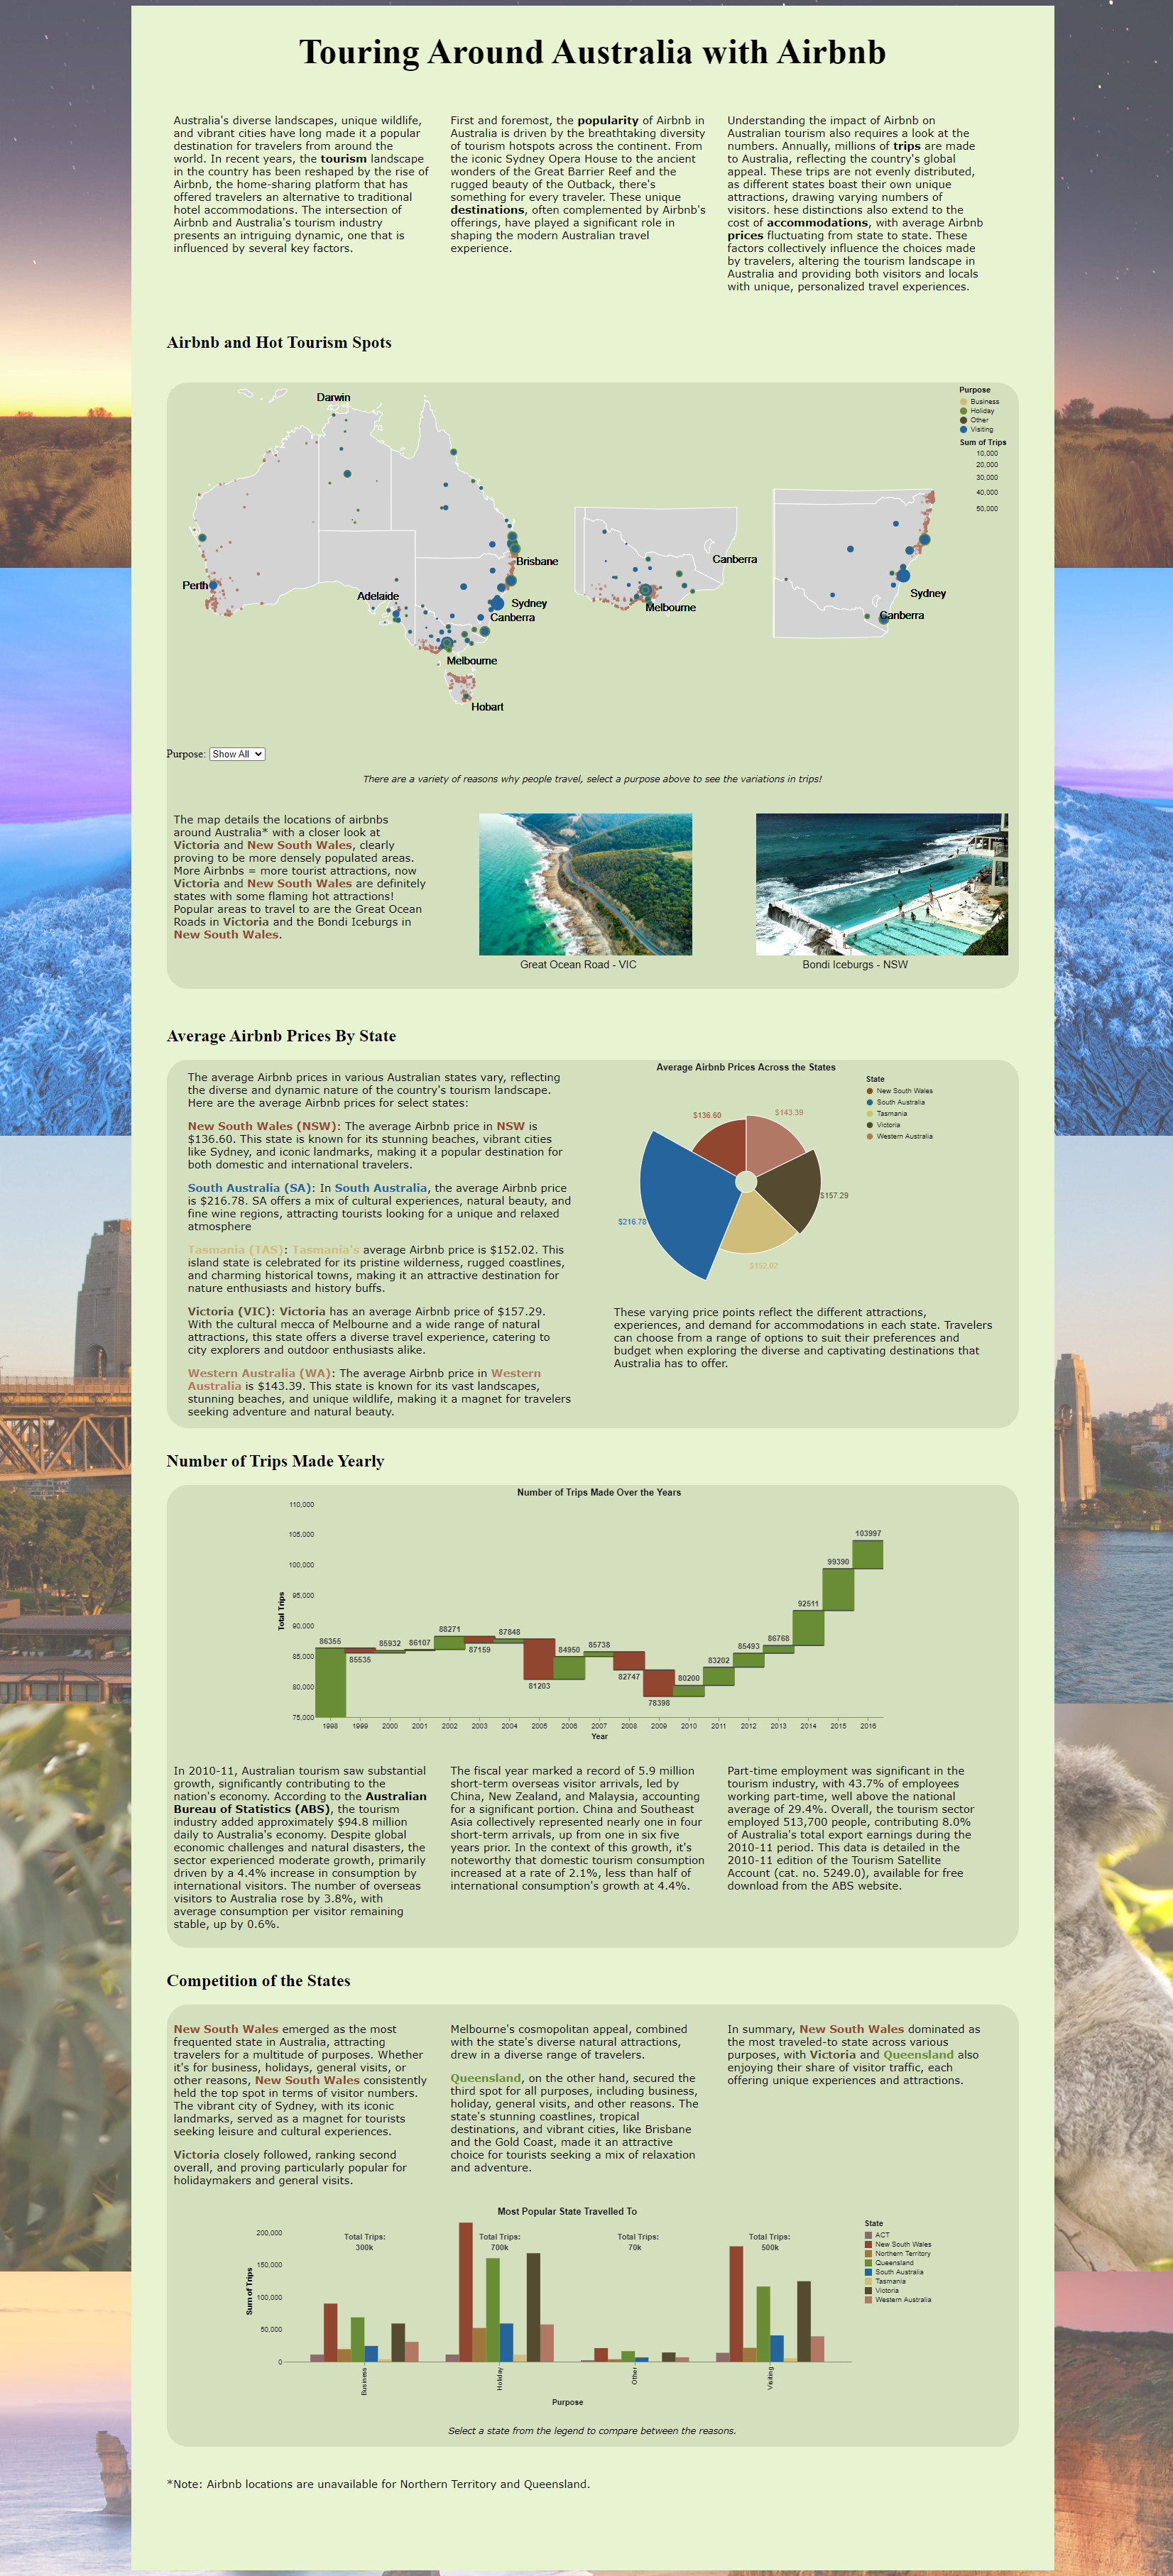 Touring Around Australia with Airbnb
Australia's diverse landscapes, unique wildlife,
and vibrant cities have long made it a popular
destination for travelers from around the
world. In recent years, the tourism landscape
in the country has been reshaped by the rise of
Airbnb, the home-sharing platform that has
offered travelers an alternative to traditional
hotel accommodations. The intersection of
Airbnb and Australia's tourism industry
presents an intriguing dynamic, one that is
influenced by several key factors.
First and foremost, the popularity of Airbnb in
Australia is driven by the breathtaking diversity
of tourism hotspots across the continent. From
the iconic Sydney Opera House to the ancient
wonders of the Great Barrier Reef and the
rugged beauty of the Outback, there's
something for every traveler. These unique
destinations, often complemented by Airbnb's
offerings, have played a significant role in
shaping the modern Australian travel
experience.
Understanding the impact of Airbnb on
Australian tourism also requires a look at the
numbers. Annually, millions of trips are made
to Australia, reflecting the country's global
appeal. These trips are not evenly distributed,
as different states boast their own unique
attractions, drawing varying numbers of
visitors. hese distinctions also extend to the
cost of accommodations, with average Airbnb
prices fluctuating from state to state. These
factors collectively influence the choices made
by travelers, altering the tourism landscape in
Australia and providing both visitors and locals
with unique, personalized travel experiences.
Airbnb and Hot Tourism Spots
Darwin
Perth
Adelaide
Brisbane
Sydney
Canberra
Melbourne
Hobart
Canberra
Melbourne
Sydney
Canberra
Purpose
Business
Holiday
Other
Visiting
Sum of Trips
10,000
20,000
30,000
40,000
50,000
Purpose: Show All
There are a variety of reasons why people travel, select a purpose above to see the variations in trips!
The map details the locations of airbnbs
around Australia* with a closer look at
Victoria and New South Wales, clearly
proving to be more densely populated areas.
More Airbnbs = more tourist attractions, now
Victoria and New South Wales are definitely
states with some flaming hot attractions!
Popular areas to travel to are the Great Ocean
Roads in Victoria and the Bondi Iceburgs in
New South Wales.
Great Ocean Road - VIC
Bondi Iceburgs - NSW
Average Airbnb Prices By State
The average Airbnb prices in various Australian states vary, reflecting
the diverse and dynamic nature of the country's tourism landscape.
Here are the average Airbnb prices for select states:
New South Wales (NSW): The average Airbnb price in NSW is
$136.60. This state is known for its stunning beaches, vibrant cities
like Sydney, and iconic landmarks, making it a popular destination for
both domestic and international travelers.
South Australia (SA): In South Australia, the average Airbnb price
is $216.78. SA offers a mix of cultural experiences, natural beauty, and
fine wine regions, attracting tourists looking for a unique and relaxed
atmosphere
Tasmania (TAS): Tasmania's average Airbnb price is $152.02. This
island state is celebrated for its pristine wilderness, rugged coastlines,
and charming historical towns, making it an attractive destination for
nature enthusiasts and history buffs.
Victoria (VIC): Victoria has an average Airbnb price of $157.29.
With the cultural mecca of Melbourne and a wide range of natural
attractions, this state offers a diverse travel experience, catering to
city explorers and outdoor enthusiasts alike.
Western Australia (WA): The average Airbnb price in Western
Australia is $143.39. This state is known for its vast landscapes,
stunning beaches, and unique wildlife, making it a magnet for travelers
seeking adventure and natural beauty.
Average Airbnb Prices Across the States
$136.60
$143.39
$157.29
$152.02
$216.78
State
New South Wales
South Australia
Tasmania
Victoria
Western Australia
These varying price points reflect the different attractions,
experiences, and demand for accommodations in each state. Travelers
can choose from a range of options to suit their preferences and
budget when exploring the diverse and captivating destinations that
Australia has to offer.
Number of Trips Made Yearly
Number of Trips Made Over the Years
Total Trips
110,000
105,000
100,000
95,000
90,000
85,000
80,000
75,000
86355
85535
85932
86107
88271
87159
87848
81203
84950
85738
82747
78398
80200
83202
85493
86768
92511
99390
103997
1998 1999 2000 2001 2002 2003 2004 2005 2006 2007 2008 2009 2010 2011 2012 2013 2014 2015 2016
Year
In 2010-11, Australian tourism saw substantial
growth, significantly contributing to the
nation's economy. According to the Australian
Bureau of Statistics (ABS), the tourism
industry added approximately $94.8 million
daily to Australia's economy. Despite global
economic challenges and natural disasters, the
sector experienced moderate growth, primarily
driven by a 4.4% increase in consumption by
international visitors. The number of overseas
visitors to Australia rose by 3.8%, with
average consumption per visitor remaining
stable, up by 0.6%.
The fiscal year marked a record of 5.9 million
short-term overseas visitor arrivals, led by
China, New Zealand, and Malaysia, accounting
for a significant portion. China and Southeast
Asia collectively represented nearly one in four
short-term arrivals, up from one in six five
years prior. In the context of this growth, it's
noteworthy that domestic tourism consumption
increased at a rate of 2.1%, less than half of
international consumption's growth at 4.4%.
Part-time employment was significant in the
tourism industry, with 43.7% of employees
working part-time, well above the national
average of 29.4%. Overall, the tourism sector
employed 513,700 people, contributing 8.0%
of Australia's total export earnings during the
2010-11 period. This data is detailed in the
2010-11 edition of the Tourism Satellite
Account (cat. no. 5249.0), available for free
download from the ABS website.
Competition of the States
New South Wales emerged as the most
frequented state in Australia, attracting
travelers for a multitude of purposes. Whether
it's for business, holidays, general visits, or
other reasons, New South Wales consistently
held the top spot in terms of visitor numbers.
The vibrant city of Sydney, with its iconic
landmarks, served as a magnet for tourists
seeking leisure and cultural experiences.
Victoria closely followed, ranking second
overall, and proving particularly popular for
holidaymakers and general visits.
Melbourne's cosmopolitan appeal, combined
with the state's diverse natural attractions,
drew in a diverse range of travelers.
Queensland, on the other hand, secured the
third spot for all purposes, including business,
holiday, general visits, and other reasons. The
state's stunning coastlines, tropical
destinations, and vibrant cities, like Brisbane
and the Gold Coast, made it an attractive
choice for tourists seeking a mix of relaxation
and adventure.
In summary, New South Wales dominated as
the most traveled-to state across various
purposes, with Victoria and Queensland also
enjoying their share of visitor traffic, each
offering unique experiences and attractions.
Most Popular State Travelled To
Sum of Trips
200,000
150,000
100,000
50,000
0
Total Trips:
300k
Total Trips:
700k
Total Trips:
70k
Total Trips:
500k
Business
Holiday
Other
Visiting
Purpose
State
ACT
New South Wales
Northern Territory
Queensland
South Australia
Tasmania
Victoria
Western Australia
Select a state from the legend to compare between the reasons.
*Note: Airbnb locations are unavailable for Northern Territory and Queensland.